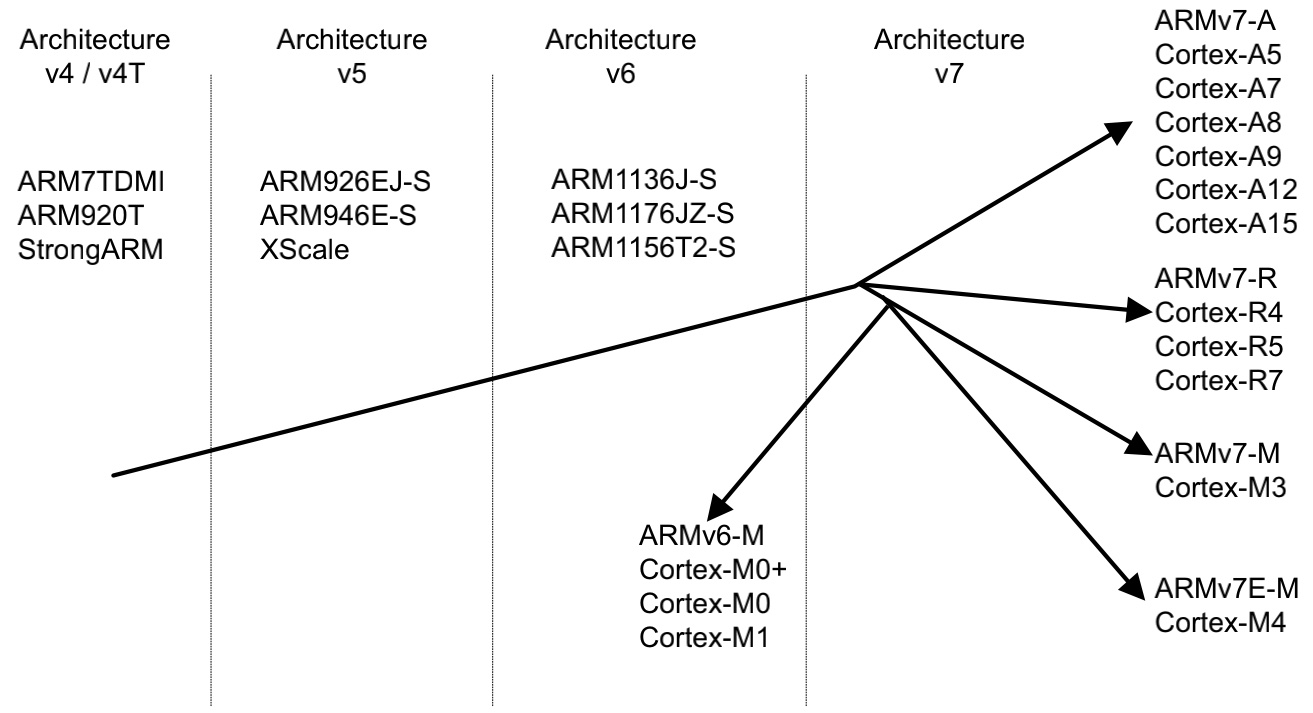 Architecture
v4 / v4T
Architecture
v5
Architecture
v6
Architecture
v7
ARM7TDMI
ARM920T
StrongARM
ARM926EJ-S
ARM946E-S
XScale
ARM1136J-S
ARM1176JZ-S
ARM1156T2-S
ARMv7-A
Cortex-A5
Cortex-A7
Cortex-A8
Cortex-A9
Cortex-A12
Cortex-A15
ARMv7-R
Cortex-R4
Cortex-R5
Cortex-R7
ARMv7-M
Cortex-M3
ARMv6-M
Cortex-M0+
Cortex-M0
Cortex-M1
ARMv7E-M
Cortex-M4